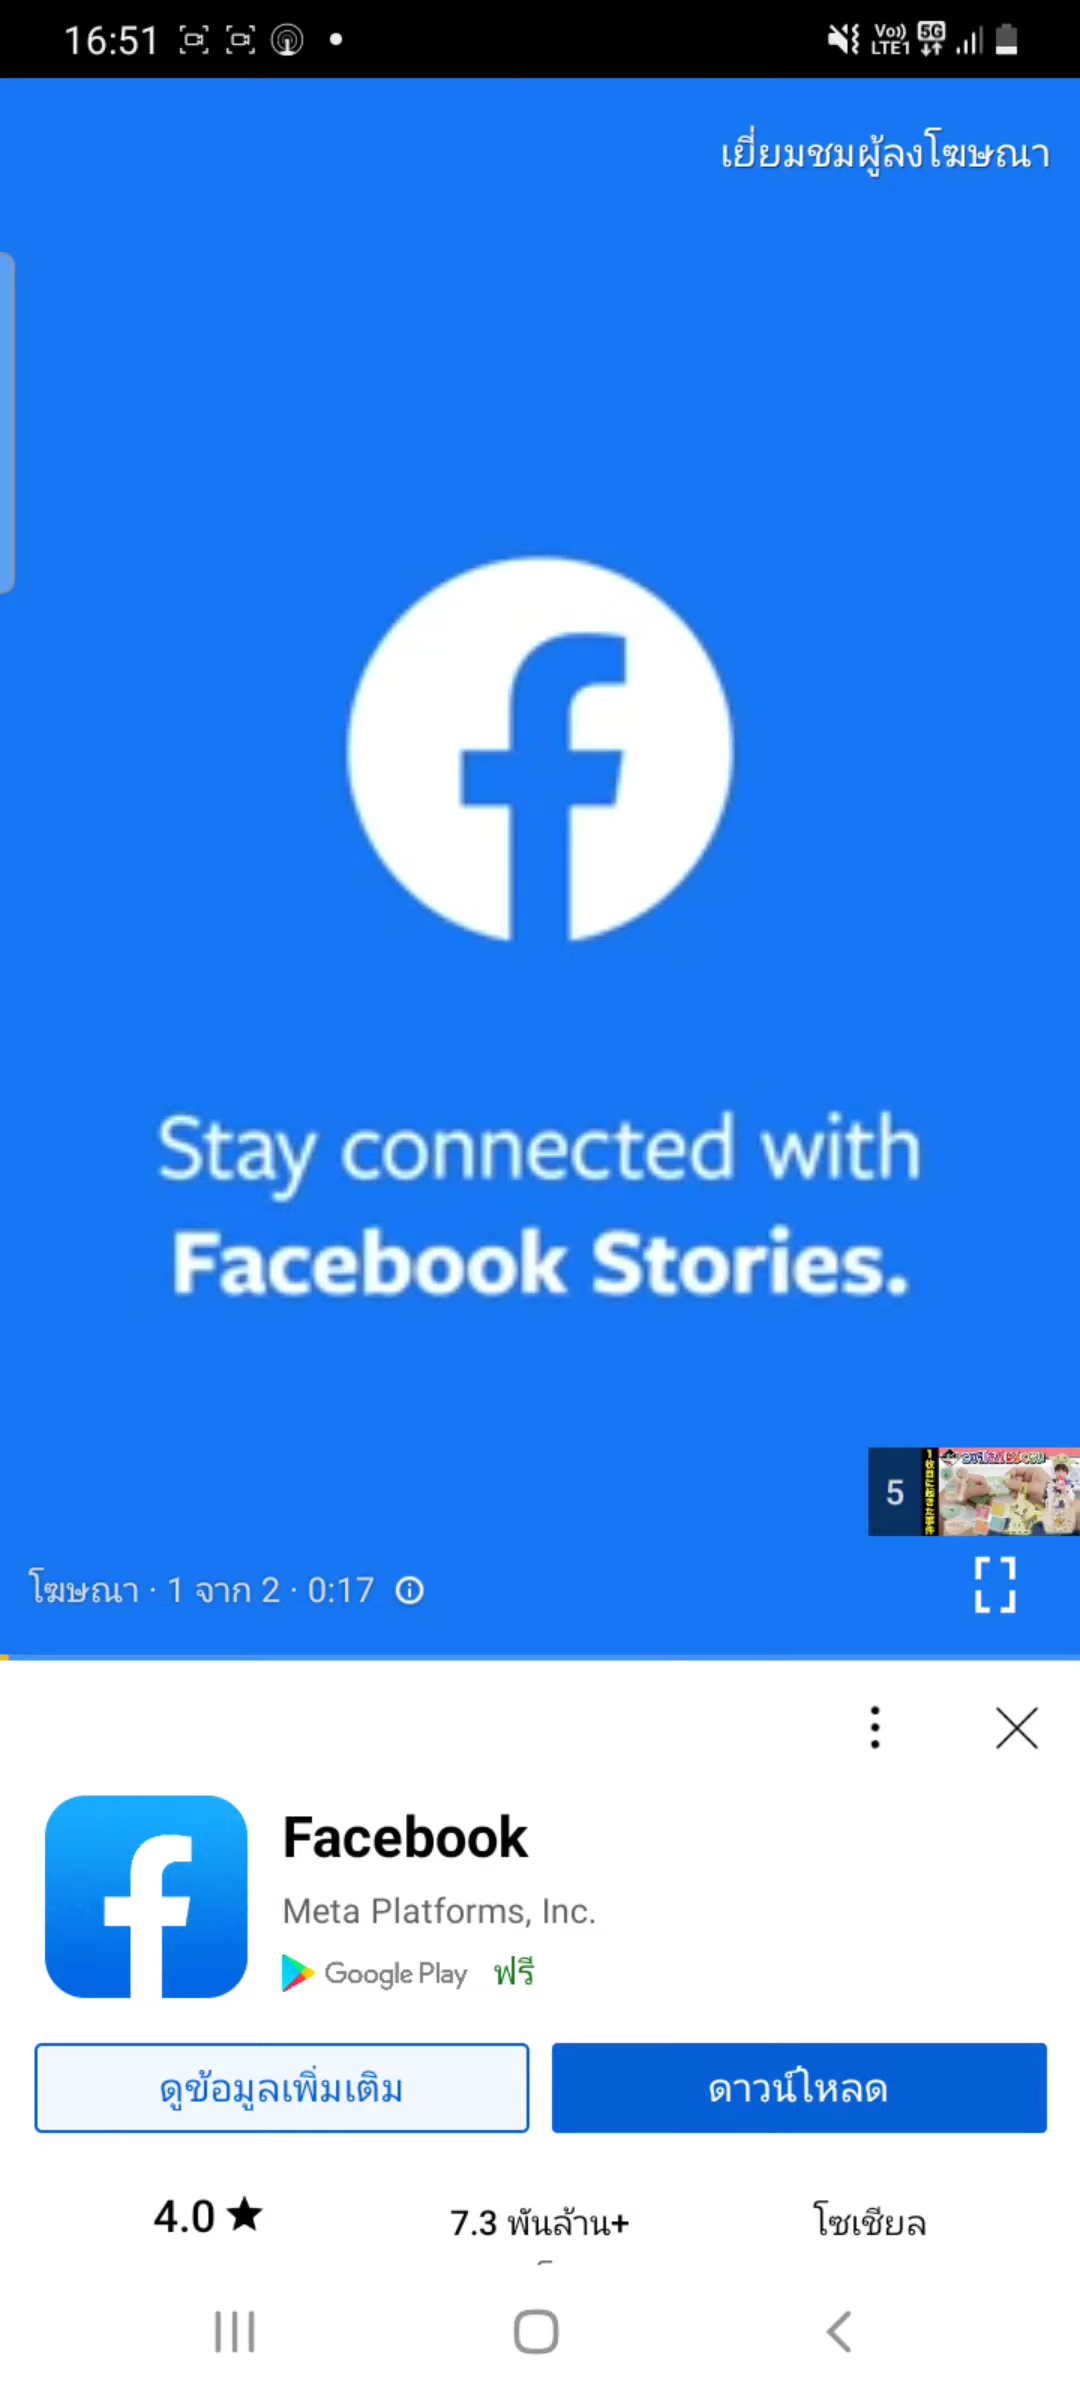 16:51
Vo)) LTE1 5G
เยี่ยมชมผู้ลงโฆษณา
Stay connected with
Facebook Stories.
5
โฆษณา · 1 จาก 2 · 0:17
Facebook
Meta Platforms, Inc.
Google Play ฟรี
ดูข้อมูลเพิ่มเติม
ดาวน์โหลด
4.0 ★
7.3 พันล้าน+
โซเชียล